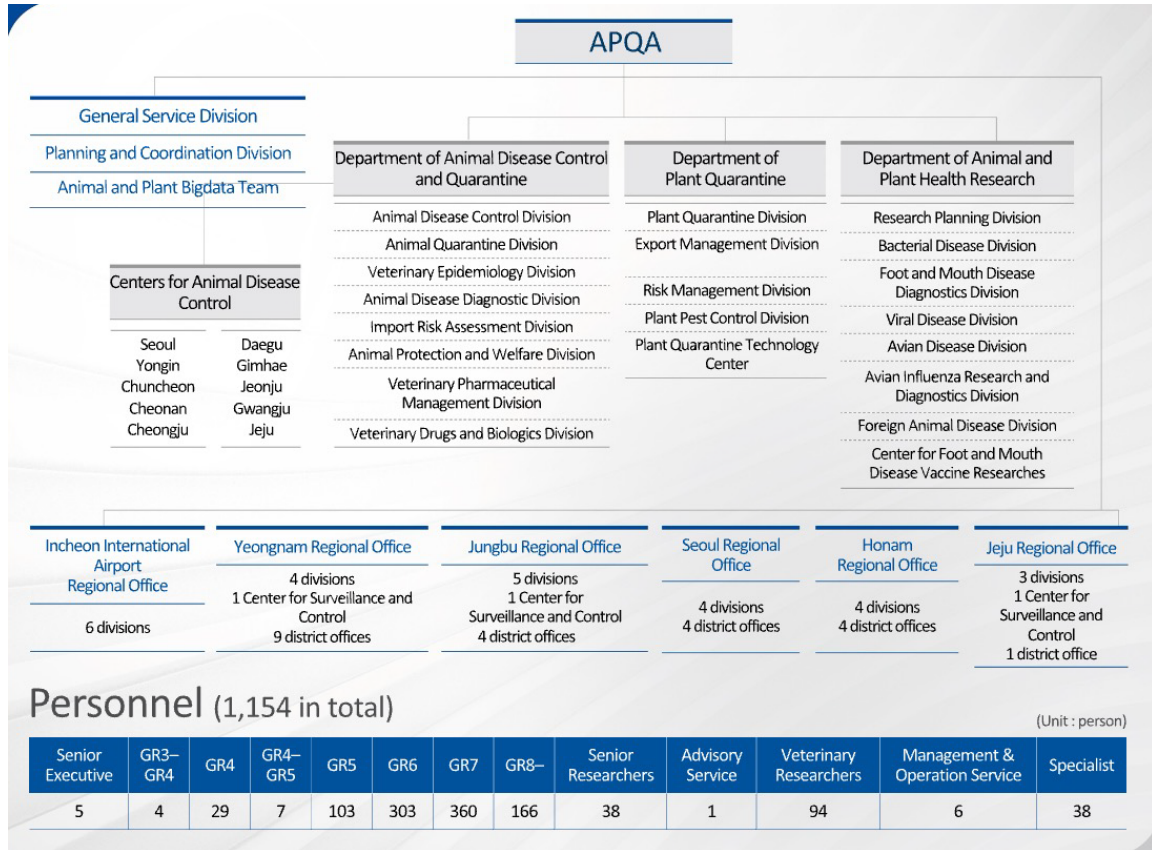 APQA
General Service Division
Planning and Coordination Division
Animal and Plant Bigdata Team
Centers for Animal Disease
Control
Seoul
Yongin
Chuncheon
Cheonan
Cheongju
Daegu
Gimhae
Jeonju
Gwangju
Jeju
Department of Animal Disease Control
and Quarantine
Animal Disease Control Division
Animal Quarantine Division
Veterinary Epidemiology Division
Animal Disease Diagnostic Division
Import Risk Assessment Division
Animal Protection and Welfare Division
Veterinary Pharmaceutical
Management Division
Veterinary Drugs and Biologics Division
Department of
Plant Quarantine
Plant Quarantine Division
Export Management Division
Risk Management Division
Plant Pest Control Division
Plant Quarantine Technology
Center
Department of Animal and
Plant Health Research
Research Planning Division
Bacterial Disease Division
Foot and Mouth Disease
Diagnostics Division
Viral Disease Division
Avian Disease Division
Avian Influenza Research and
Diagnostics Division
Foreign Animal Disease Division
Center for Foot and Mouth
Disease Vaccine Researches
Incheon International
Airport
Regional Office
6 divisions
Yeongnam Regional Office
4 divisions
1 Center for Surveillance and
Control
9 district offices
Jungbu Regional Office
5 divisions
1 Center for
Surveillance and Control
4 district offices
Seoul Regional
Office
4 divisions
4 district offices
Honam
Regional Office
4 divisions
4 district offices
Jeju Regional Office
3 divisions
1 Center for
Surveillance and
Control
1 district office
Personnel (1,154 in total)
(Unit : person)
Senior
Executive
GR3–
GR4
GR4
GR4–
GR5
GR5
GR6
GR7
GR8–
Senior
Researchers
Advisory
Service
Veterinary
Researchers
Management &
Operation Service
Specialist
5
4
29
7
103
303
360
166
38
1
94
6
38